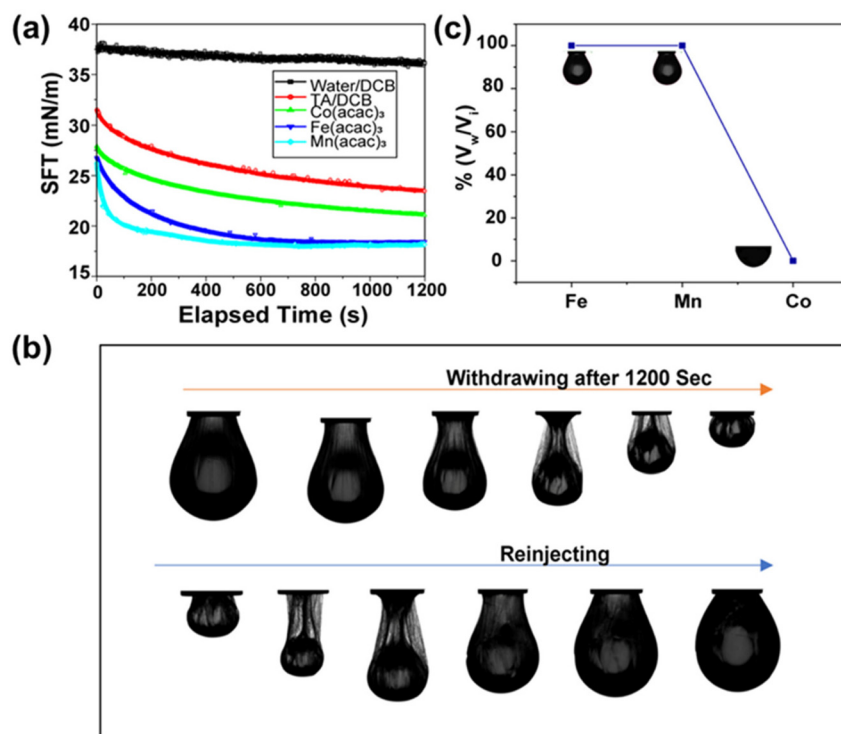 (a)
40
35
30
25
20
15
SFT (mN/m)
Water/DCB
TA/DCB
Co(acac)₃
Fe(acac)₃
Mn(acac)₃
0 200 400 600 800 1000 1200
Elapsed Time (s)
(c)
100
80
60
40
20
0
% (Vw/Vi)
Fe Mn Co
(b)
Withdrawing after 1200 Sec
Reinjecting